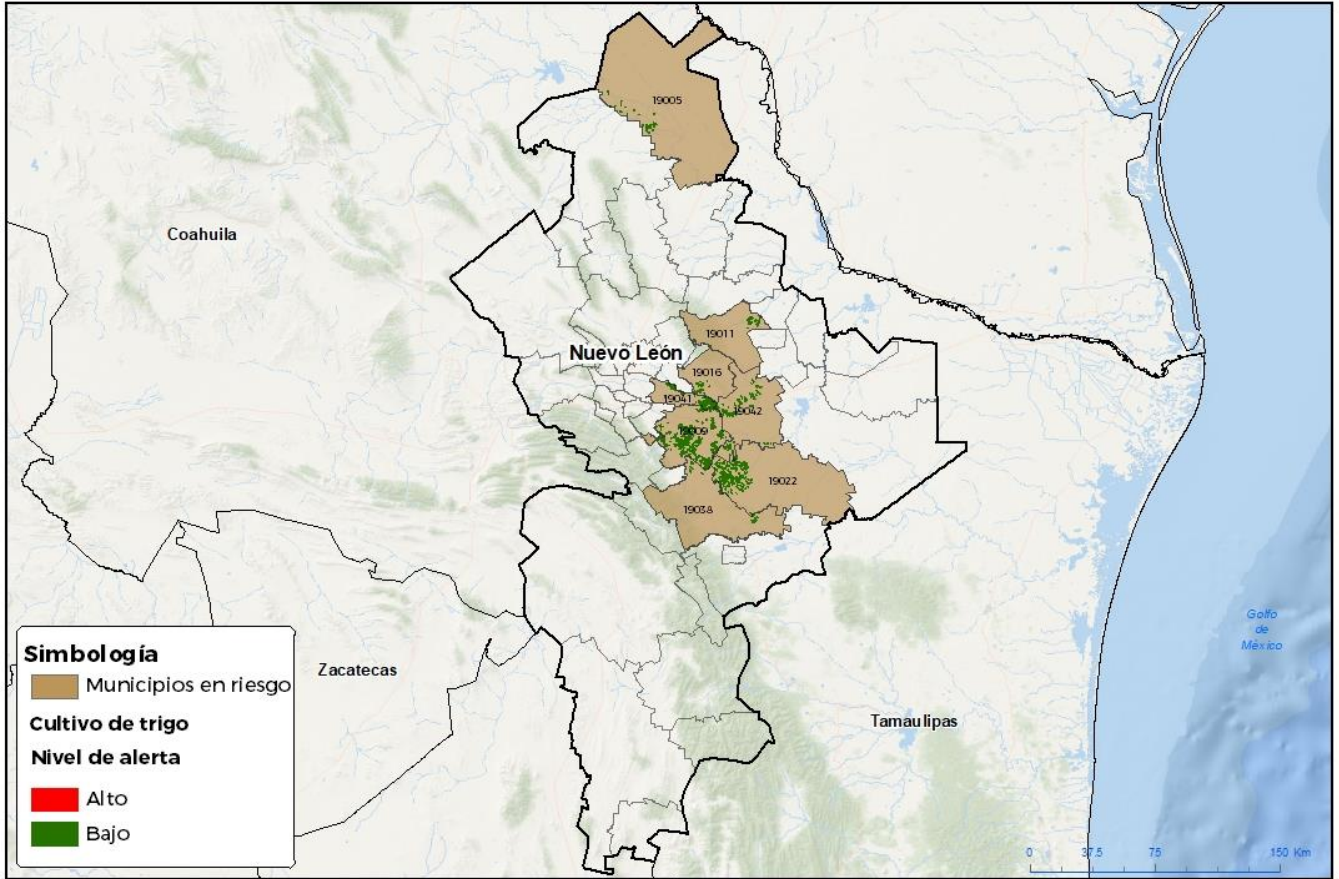 19005
Coahuila
19011
Nuevo León
19016
19041
19042
19009
19022
19038
Golfo
de
México
Simbología
Municipios en riesgo
Cultivo de trigo
Nivel de alerta
Alto
Bajo
Zacatecas
Tamaulipas
0 37.5 75 150 Km